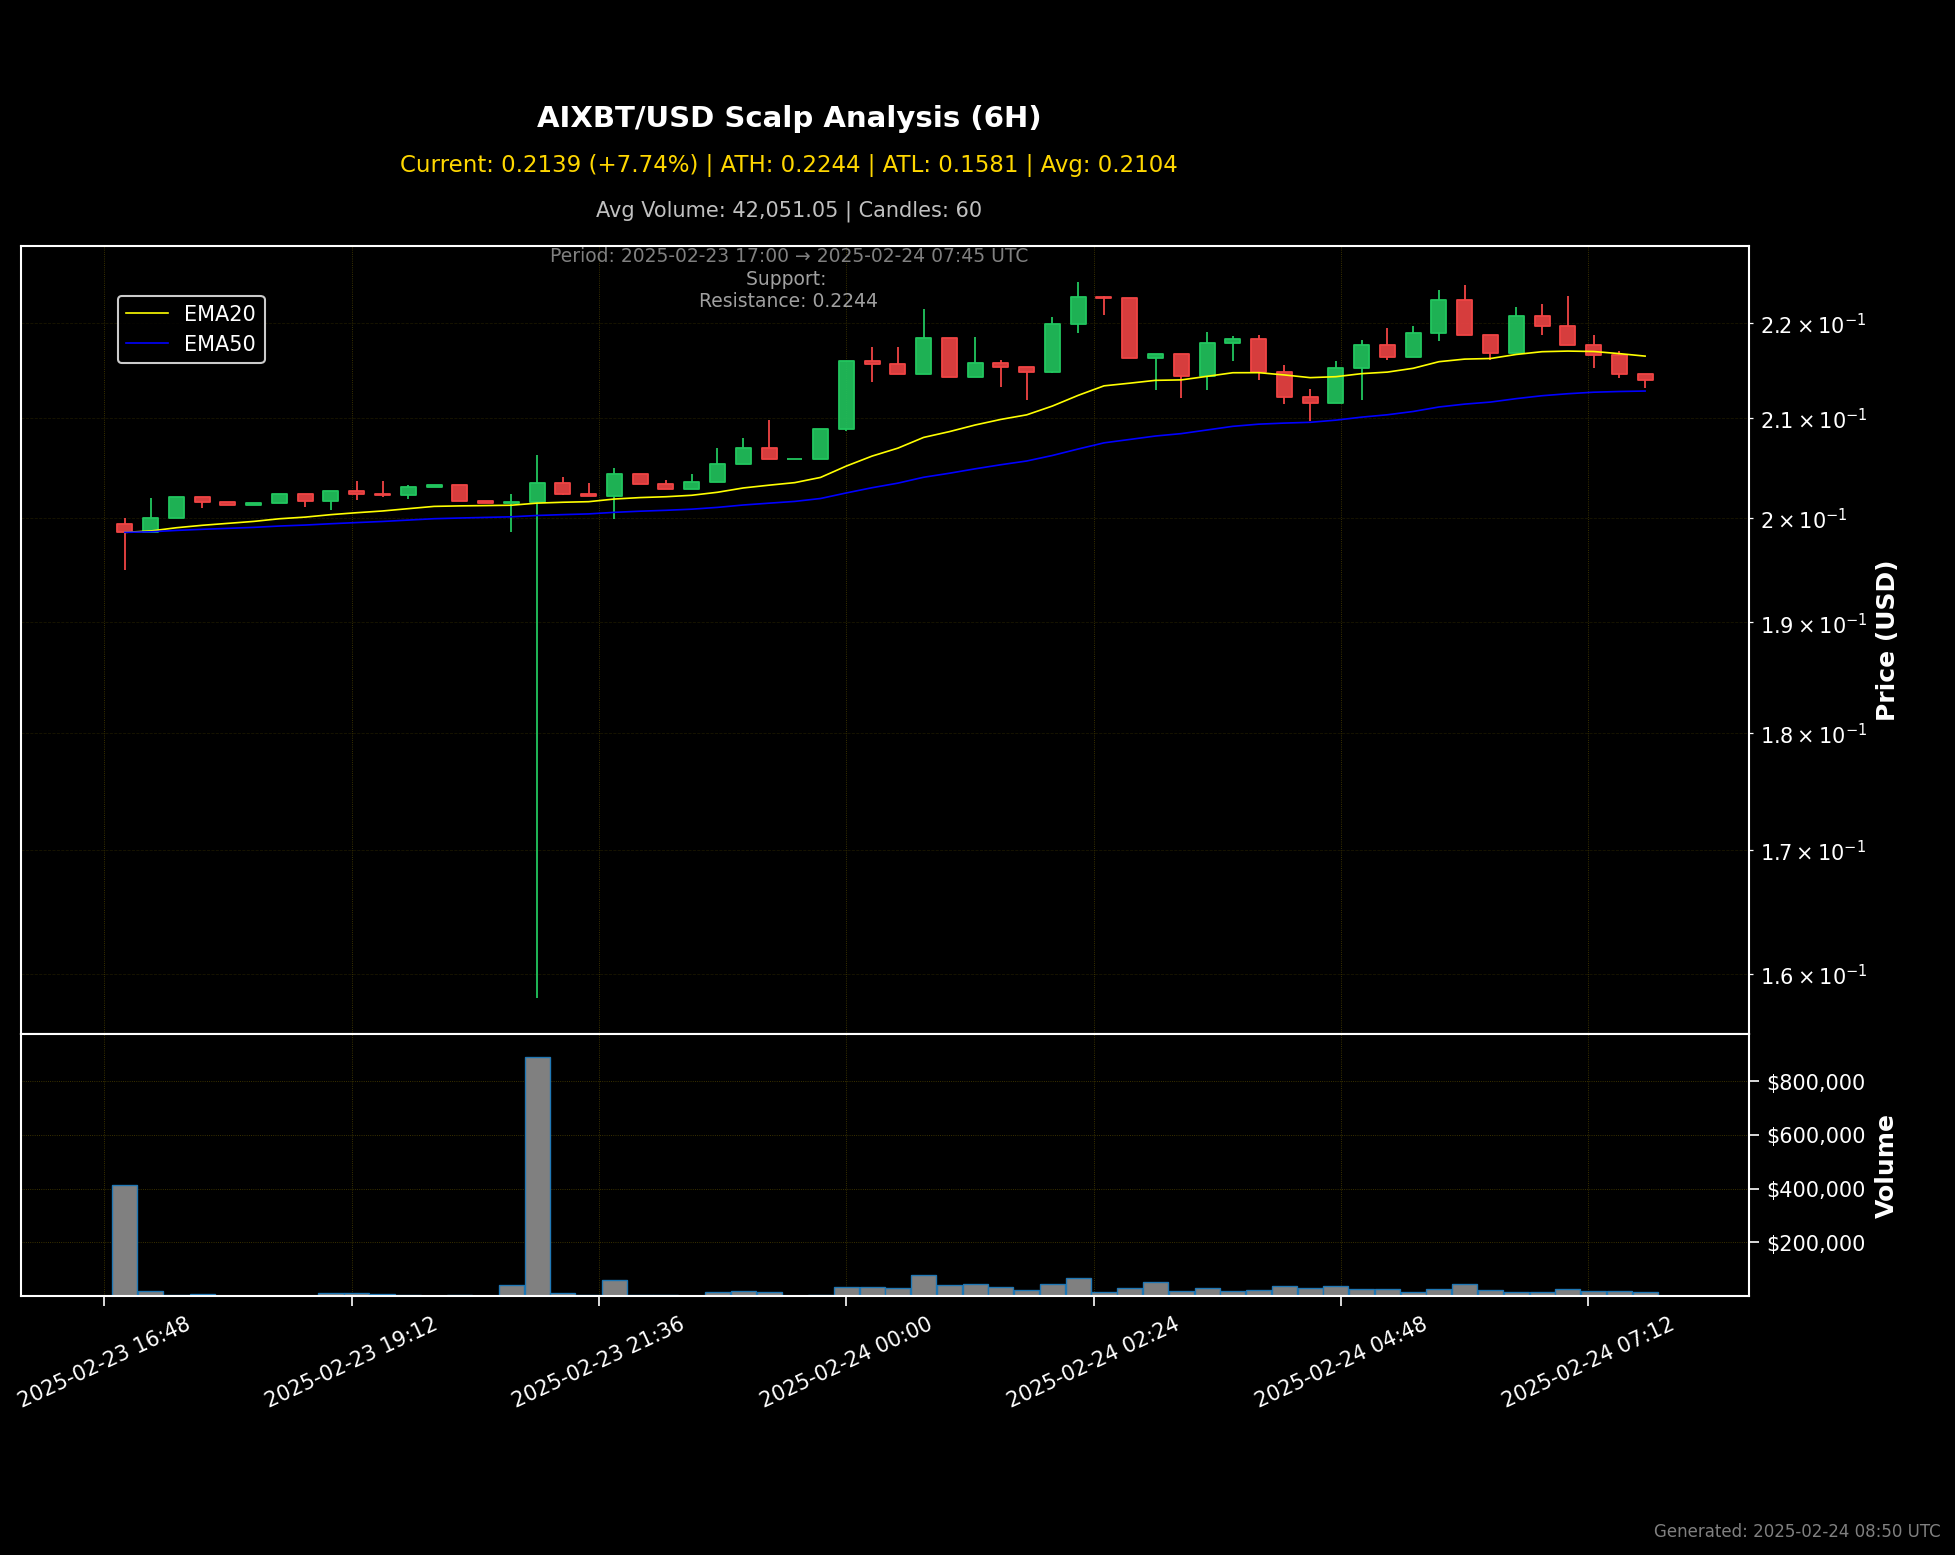 AIXBT/USD Scalp Analysis (6H)
Current: 0.2139 (+7.74%) | ATH: 0.2244 | ATL: 0.1581 | Avg: 0.2104
Avg Volume: 42,051.05 | Candles: 60
Period: 2025-02-23 17:00 → 2025-02-24 07:45 UTC
Support:
Resistance: 0.2244
EMA20
EMA50
2.2 × 10⁻¹
2.1 × 10⁻¹
2 × 10⁻¹
1.9 × 10⁻¹
1.8 × 10⁻¹
1.7 × 10⁻¹
1.6 × 10⁻¹
Price (USD)
$800,000
$600,000
$400,000
$200,000
Volume
2025-02-23 16:48
2025-02-23 19:12
2025-02-23 21:36
2025-02-24 00:00
2025-02-24 02:24
2025-02-24 04:48
2025-02-24 07:12
Generated: 2025-02-24 08:50 UTC